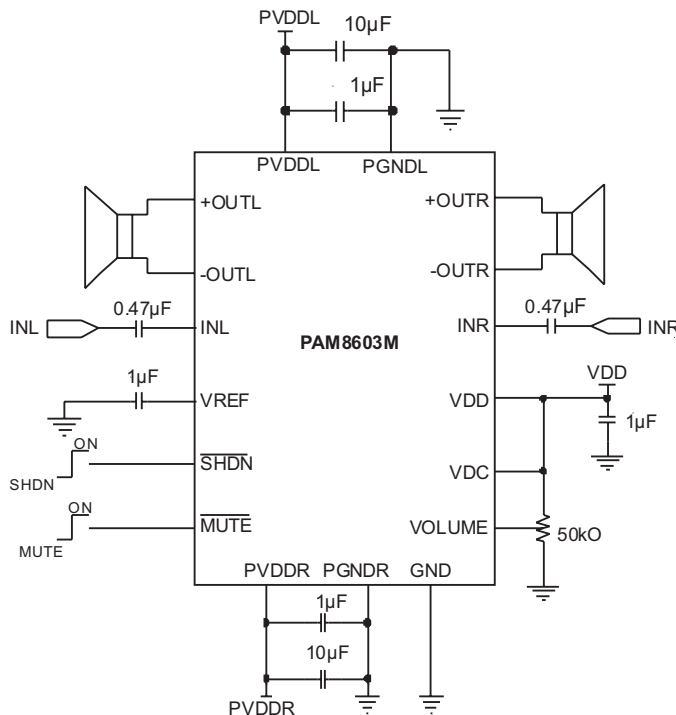 PVDDL
10µF
1µF
PVDDL PGNDL
+OUTL +OUTR
-OUTL -OUTR
0.47µF 0.47µF
INL INL INR INR
PAM8603M
1µF VREF VDD VDD
1µF
ON
SHDN SHDN VDC
ON
MUTE MUTE VOLUME 50kO
PVDDR PGNDR GND
1µF
10µF
PVDDR